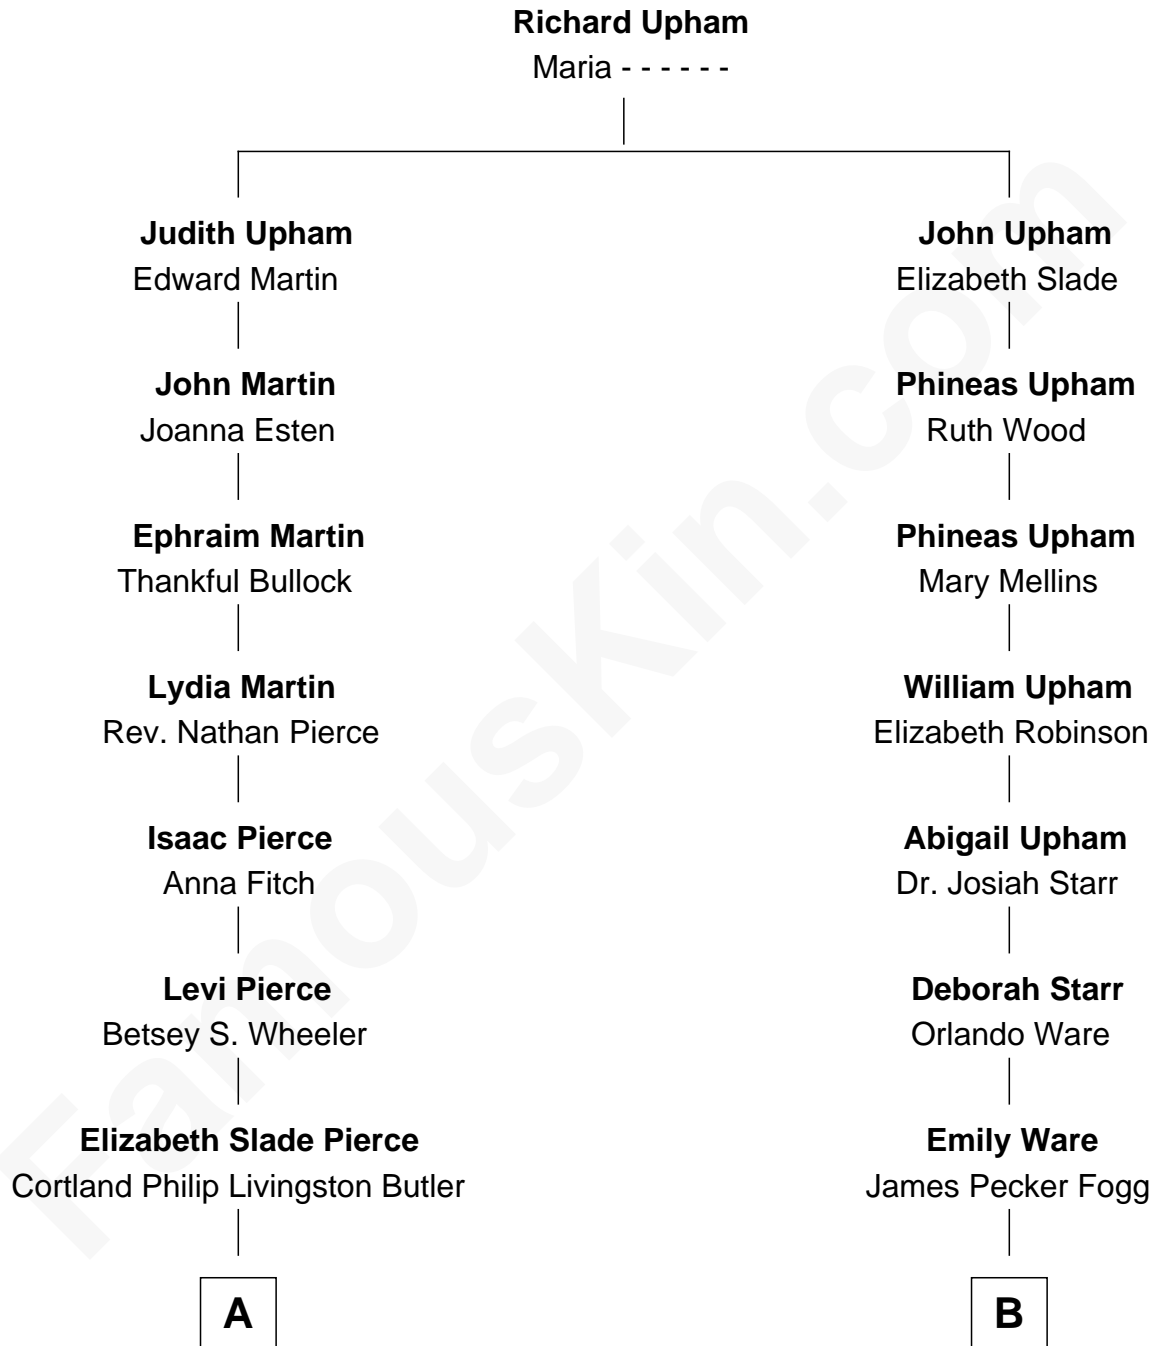 Richard Upham
Maria - - - - - -
Judith Upham
Edward Martin
John Upham
Elizabeth Slade
John Martin
Joanna Esten
Phineas Upham
Ruth Wood
Ephraim Martin
Thankful Bullock
Phineas Upham
Mary Mellins
Lydia Martin
Rev. Nathan Pierce
William Upham
Elizabeth Robinson
Isaac Pierce
Anna Fitch
Abigail Upham
Dr. Josiah Starr
Levi Pierce
Betsey S. Wheeler
Deborah Starr
Orlando Ware
Elizabeth Slade Pierce
Cortland Philip Livingston Butler
Emily Ware
James Pecker Fogg
A
B
FamousKin.com